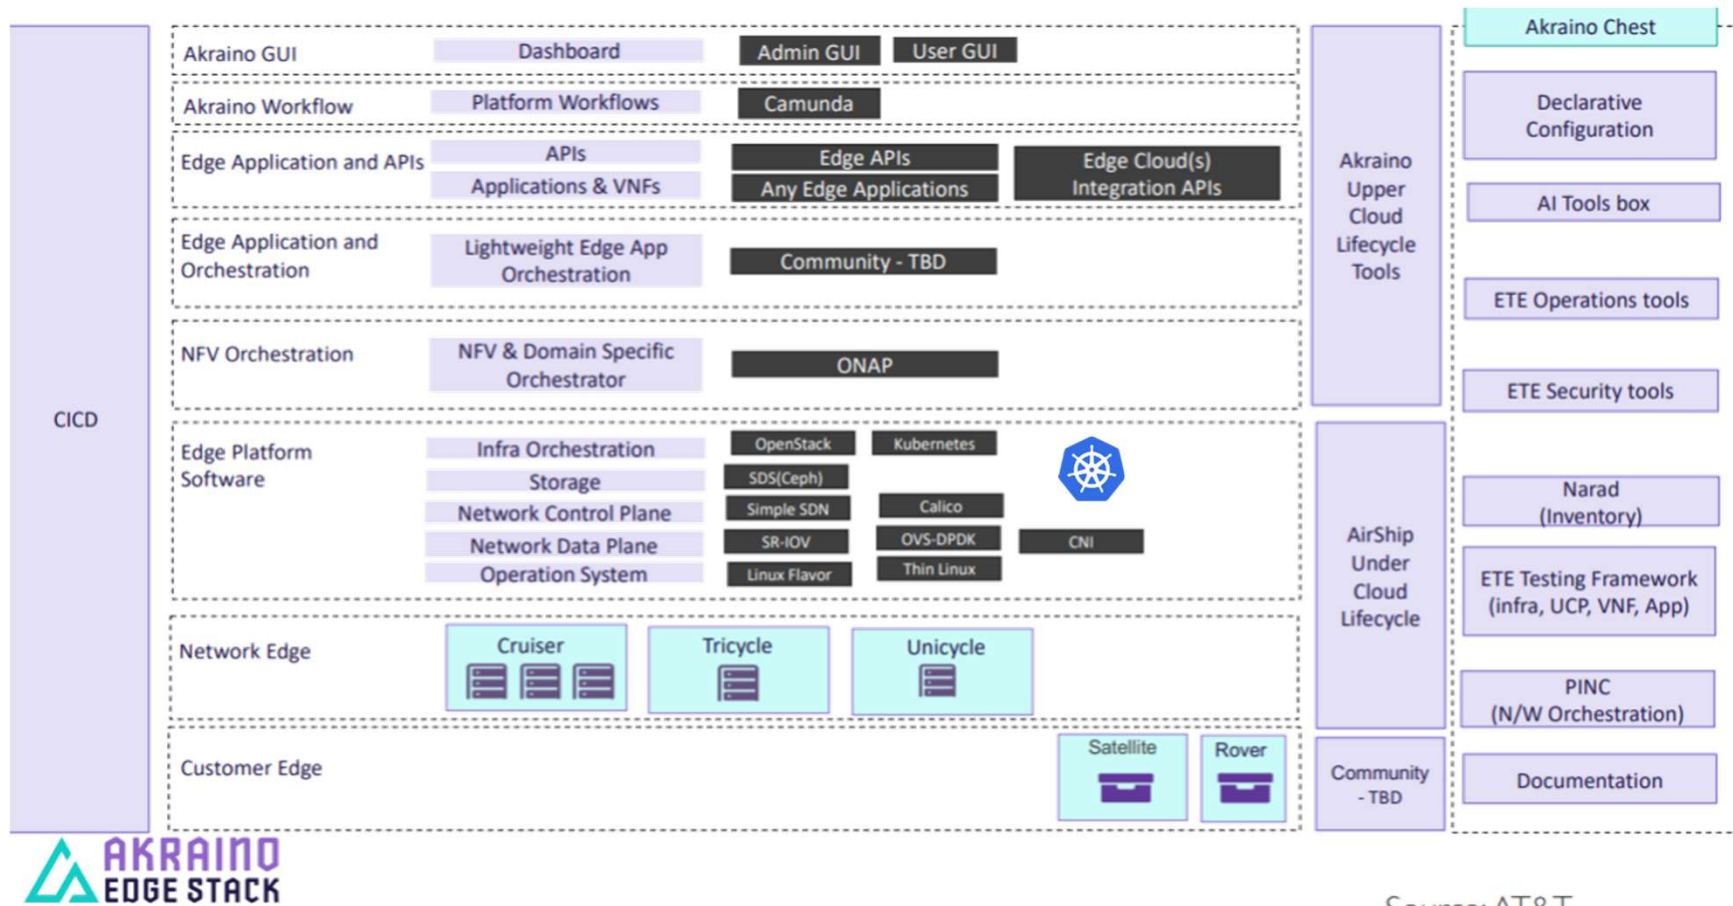 CICD
Akraino GUI
Dashboard
Admin GUI
User GUI
Akraino Workflow
Platform Workflows
Camunda
Edge Application and APIs
APIs
Applications & VNFs
Edge APIs
Any Edge Applications
Edge Cloud(s)
Integration APIs
Edge Application and
Orchestration
Lightweight Edge App
Orchestration
Community - TBD
NFV Orchestration
NFV & Domain Specific
Orchestrator
ONAP
Edge Platform
Software
Infra Orchestration
OpenStack
Kubernetes
Storage
SDS(Ceph)
Network Control Plane
Simple SDN
Calico
Network Data Plane
SR-IOV
OVS-DPDK
CNI
Operation System
Linux Flavor
Thin Linux
Network Edge
Cruiser
Tricycle
Unicycle
Customer Edge
Satellite
Rover
Akraino
Upper
Cloud
Lifecycle
Tools
AirShip
Under
Cloud
Lifecycle
Community
- TBD
Akraino Chest
Declarative
Configuration
AI Tools box
ETE Operations tools
ETE Security tools
Narad
(Inventory)
ETE Testing Framework
(infra, UCP, VNF, App)
PINC
(N/W Orchestration)
Documentation
AKRAINO
EDGE STACK
Source: AT&T